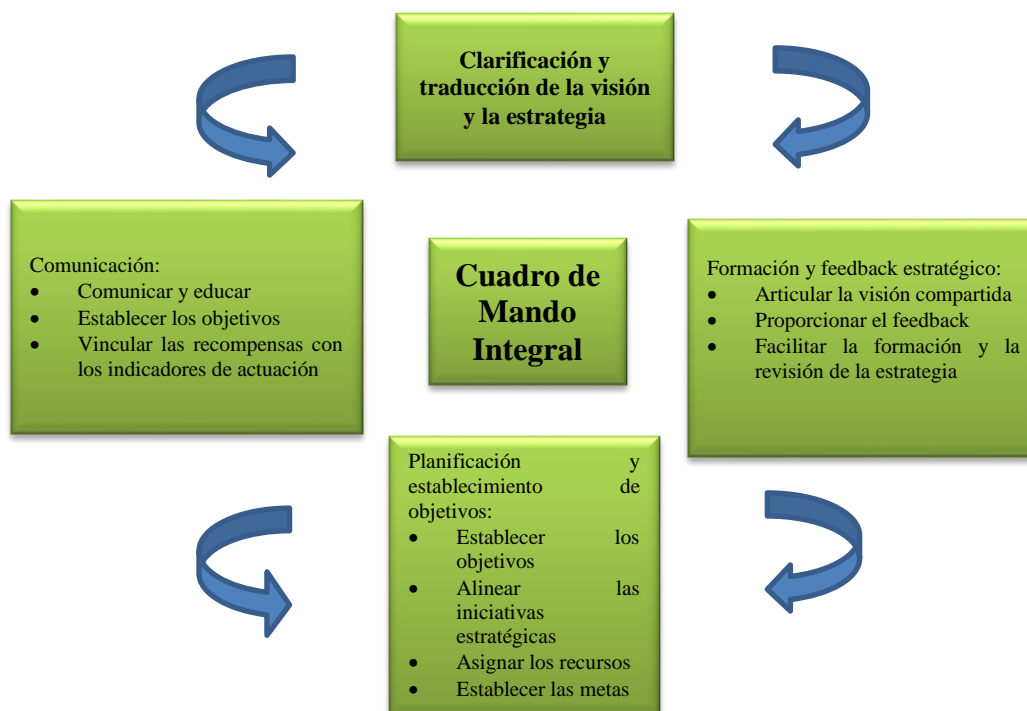 Clarificación y
traducción de la visión
y la estrategia
Comunicación:
• Comunicar y educar
• Establecer los objetivos
• Vincular las recompensas con
los indicadores de actuación
Cuadro de
Mando
Integral
Formación y feedback estratégico:
• Articular la visión compartida
• Proporcionar el feedback
• Facilitar la formación y la
revisión de la estrategia
Planificación y
establecimiento de
objetivos:
• Establecer los
objetivos
• Alinear las
iniciativas
estratégicas
• Asignar los recursos
• Establecer las metas